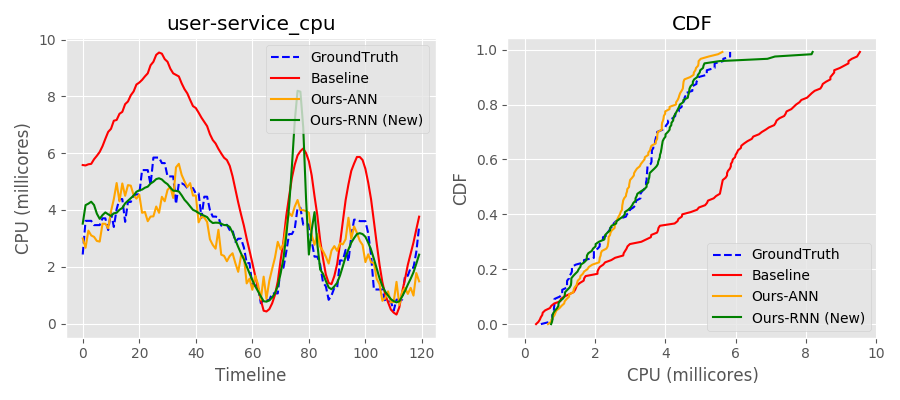 user-service_cpu
CPU (millicores)
10
8
6
4
2
0
GroundTruth
Baseline
Ours-ANN
Ours-RNN (New)
0 20 40 60 80 100 120
Timeline
CDF
CDF
1.0
0.8
0.6
0.4
0.2
0.0
GroundTruth
Baseline
Ours-ANN
Ours-RNN (New)
0 2 4 6 8 10
CPU (millicores)